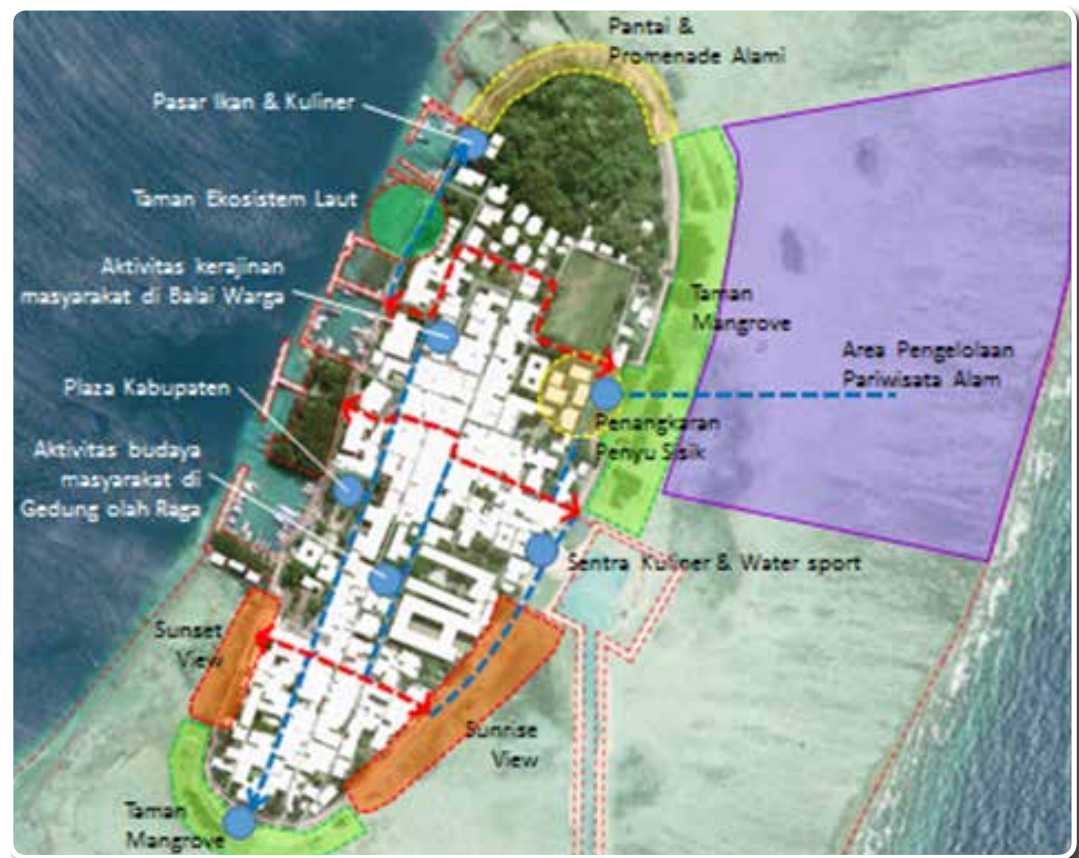 Pantai &
Promenade Alami
Pasar Ikan & Kuliner
Taman Ekosistem Laut
Aktivitas kerajinan
masyarakat di Balai Warga
Taman
Mangrove
Area Pengelolaan
Pariwisata Alam
Plaza Kabupaten
Penangkaran
Penyu Sisik
Aktivitas budaya
masyarakat di
Gedung olah Raga
Sentra Kuliner & Water sport
Sunset
View
Sunrise
View
Taman
Mangrove